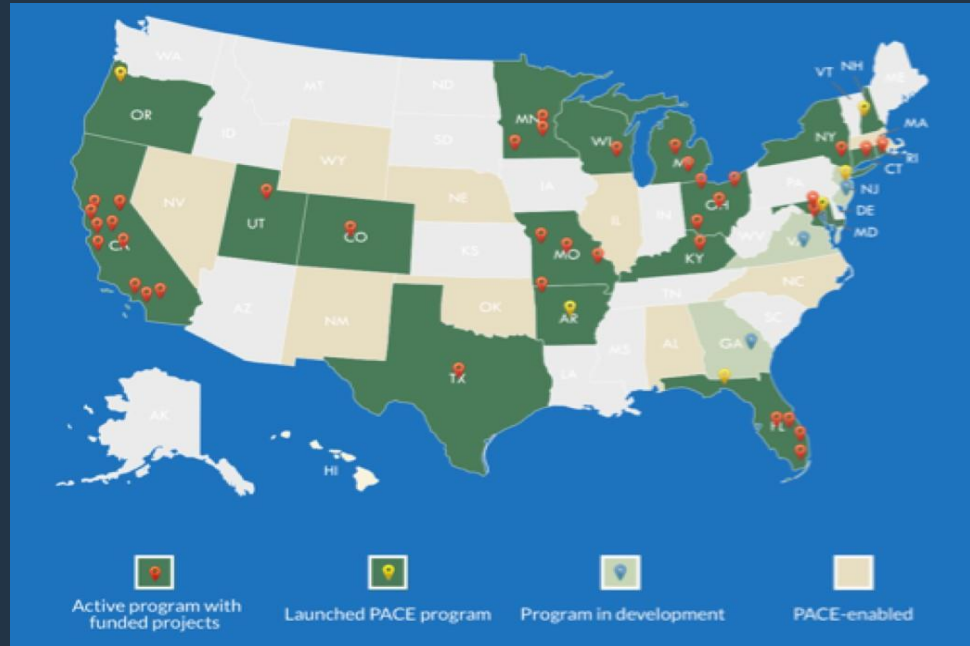 WA
MT
ND
VT
NH
ME
OR
ID
SD
MN
WI
MI
NY
MA
RI
CT
WY
NV
NE
IA
PA
NJ
UT
CO
IL
IN
OH
DE
MD
CA
KS
MO
KY
WV
VA
AZ
NM
OK
AR
TN
NC
SC
TX
LA
MS
AL
GA
FL
AK
HI
Active program with
funded projects
Launched PACE program
Program in development
PACE-enabled